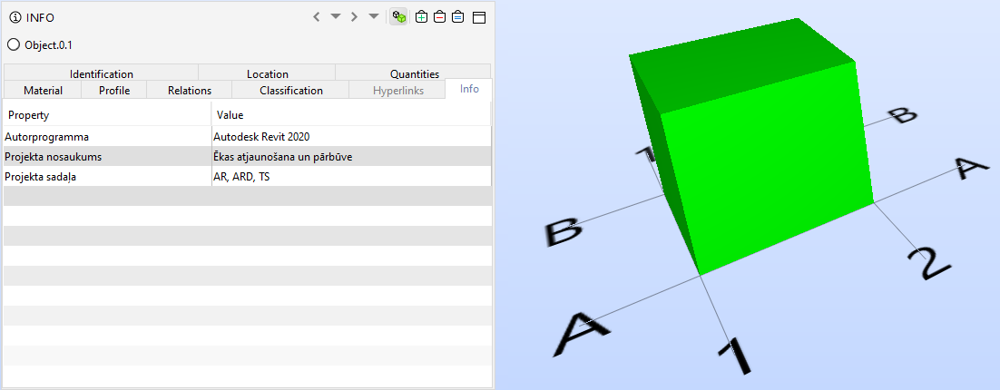 INFO
Object.0.1
Identification Location Quantities
Material Profile Relations Classification Hyperlinks Info
Property Value
Autorprogramma Autodesk Revit 2020
Projekta nosaukums Ēkas atjaunošana un pārbūve
Projekta sadaļa AR, ARD, TS
B
1
A
B
2
A
1